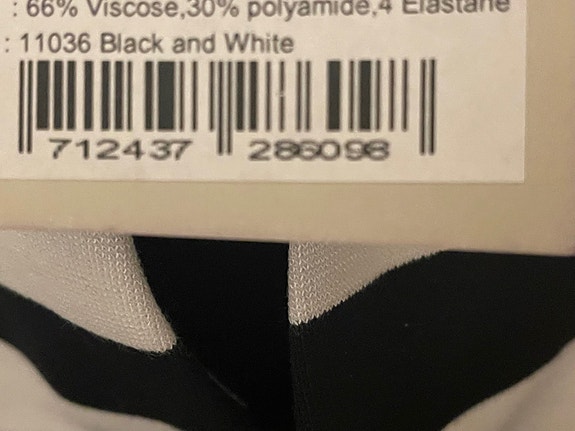 : 66% Viscose,30% polyamide,4 Elastane
: 11036 Black and White
712437 286098